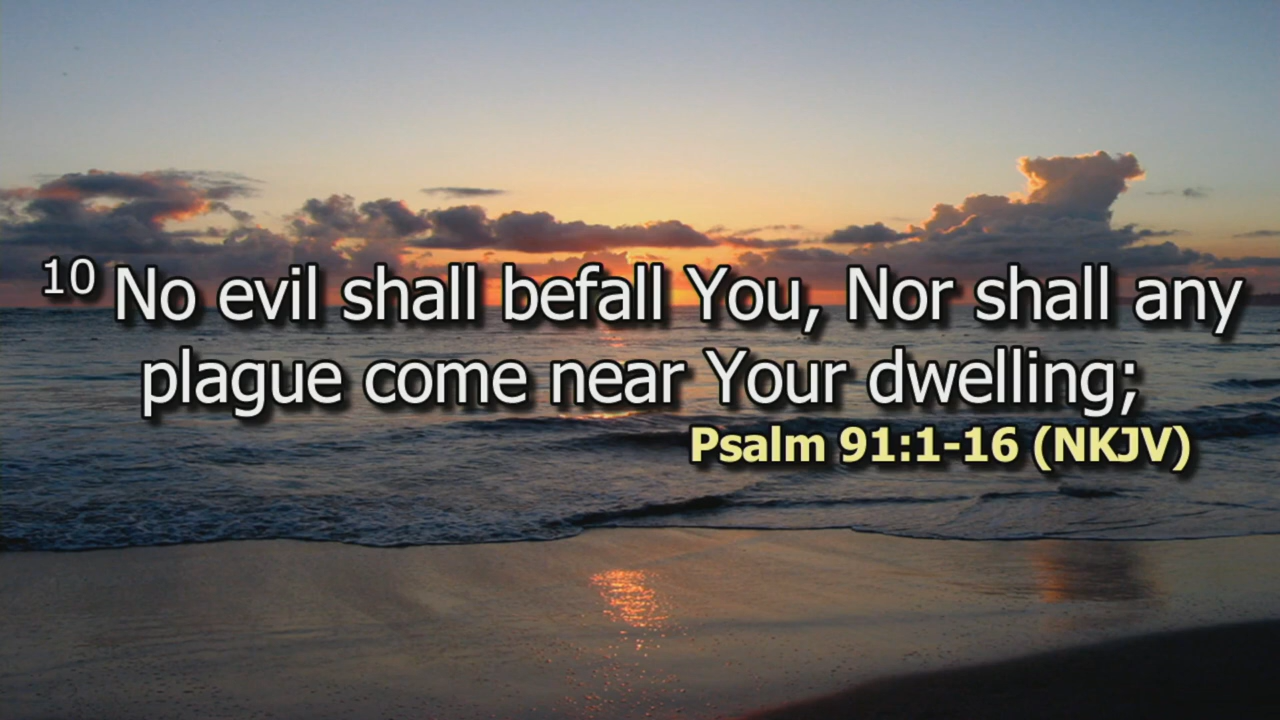 10 No evil shall befall You, Nor shall any
plague come near Your dwelling;
Psalm 91:1-16 (NKJV)